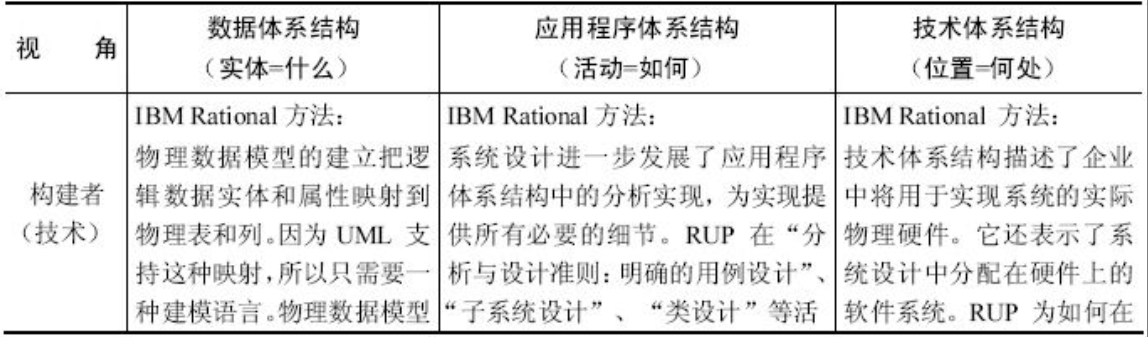 视 角
数据体系结构
（实体=什么）
应用程序体系结构
（活动=如何）
技术体系结构
（位置=何处）
构建者
（技术）
IBM Rational 方法：
物理数据模型的建立把逻
辑数据实体和属性映射到
物理表和列。因为 UML 支
持这种映射，所以只需要一
种建模语言。物理数据模型
IBM Rational 方法：
系统设计进一步发展了应用程序
体系结构中的分析实现，为实现提
供所有必要的细节。RUP 在“分
析与设计准则：明确的用例设计”、
“子系统设计”、“类设计”等活
IBM Rational 方法：
技术体系结构描述了企业
中将用于实现系统的实际
物理硬件。它还表示了系
统设计中分配在硬件上的
软件系统。RUP 为如何在